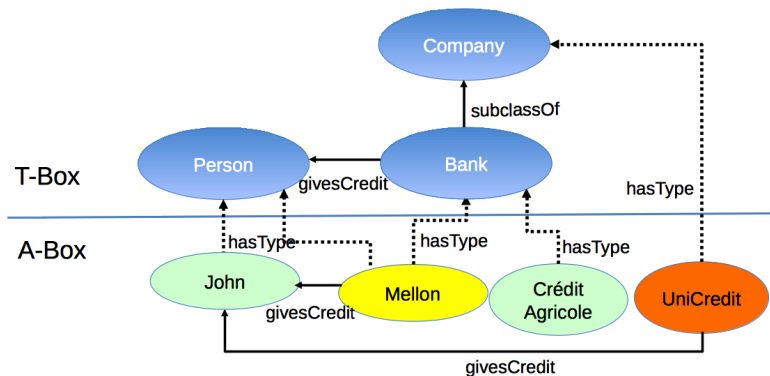 Company
subclassOf
Person
Bank
givesCredit
T-Box
hasType
A-Box
hasType
hasType
hasType
John
Mellon
Crédit
Agricole
UniCredit
givesCredit
givesCredit